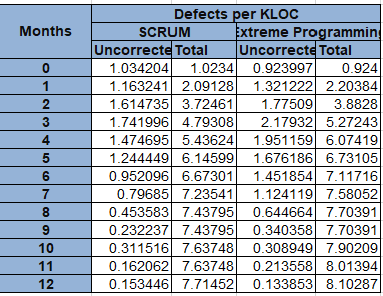 Defects per KLOC
Months SCRUM Extreme Programming
Uncorrecte Total Uncorrecte Total
0 1.034204 1.0234 0.923997 0.924
1 1.163241 2.09128 1.321222 2.20384
2 1.614735 3.72461 1.77509 3.8828
3 1.741996 4.79308 2.17932 5.27243
4 1.474695 5.43624 1.951159 6.07419
5 1.244449 6.14599 1.676186 6.73105
6 0.952096 6.67301 1.451854 7.11716
7 0.79685 7.23541 1.124119 7.58052
8 0.453583 7.43795 0.644664 7.70391
9 0.232237 7.43795 0.340358 7.70391
10 0.311516 7.63748 0.308949 7.90209
11 0.162062 7.63748 0.213558 8.01394
12 0.153446 7.71452 0.133853 8.10287